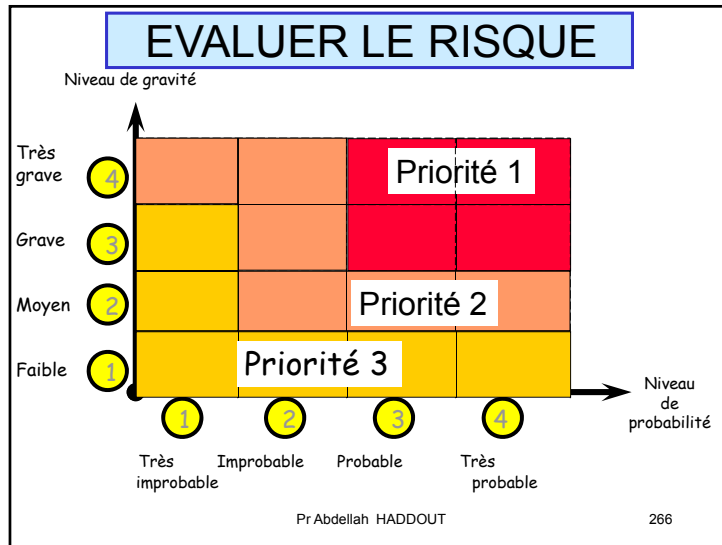 EVALUER LE RISQUE
Niveau de gravité
Très
grave
4
Priorité 1
Grave
3
Moyen
2
Priorité 2
Faible
1
Priorité 3
Niveau
de
probabilité
1
2
3
4
Très
improbable
Improbable
Probable
Très
probable
Pr Abdellah HADDOUT
266